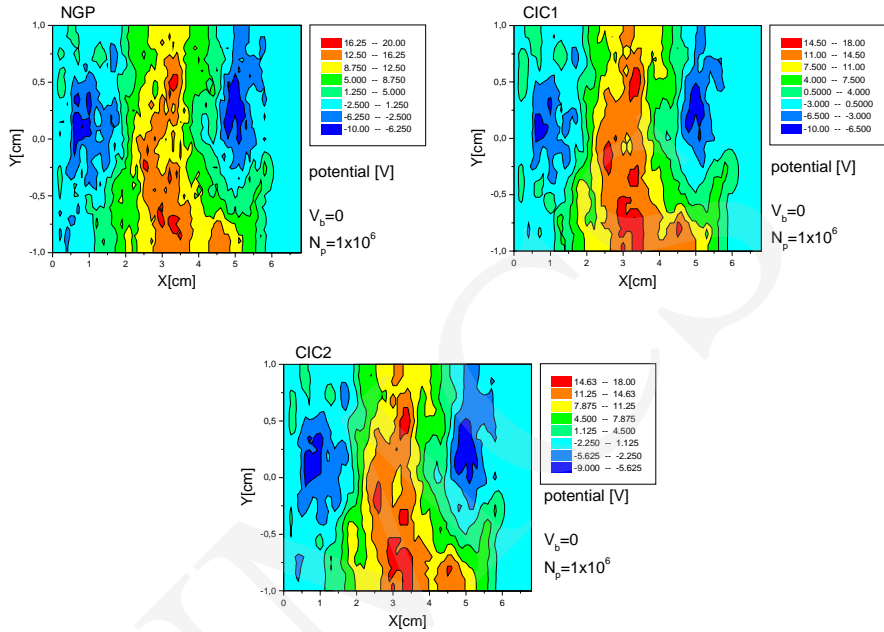 NGP
1,0
0,5
0,0
-0,5
-1,0
Y[cm]
0 1 2 3 4 5 6
X[cm]
16.25 -- 20.00
12.50 -- 16.25
8.750 -- 12.50
5.000 -- 8.750
1.250 -- 5.000
-2.500 -- 1.250
-6.250 -- -2.500
-10.00 -- -6.250
potential [V]
V_b=0
N_p=1x10^6
CIC1
1,0
0,5
0,0
-0,5
-1,0
Y[cm]
0 1 2 3 4 5 6
X[cm]
14.50 -- 18.00
11.00 -- 14.50
7.500 -- 11.00
4.000 -- 7.500
0.5000 -- 4.000
-3.000 -- 0.5000
-6.500 -- -3.000
-10.00 -- -6.500
potential [V]
V_b=0
N_p=1x10^6
CIC2
1,0
0,5
0,0
-0,5
-1,0
Y[cm]
0 1 2 3 4 5 6
X[cm]
14.63 -- 18.00
11.25 -- 14.63
7.875 -- 11.25
4.500 -- 7.875
1.125 -- 4.500
-2.250 -- 1.125
-5.625 -- -2.250
-9.000 -- -5.625
potential [V]
V_b=0
N_p=1x10^6